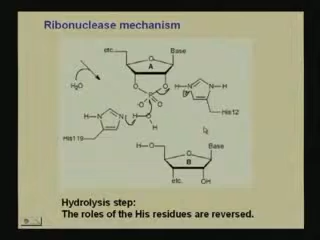 Ribonuclease mechanism
etc.
Base
A
H₂O
O
O
O
P
-O
O-
H-N
N-H
His12
H-N
N
H-O
H
His119
H-O
O
Base
B
etc.
OH
Hydrolysis step:
The roles of the His residues are reversed.